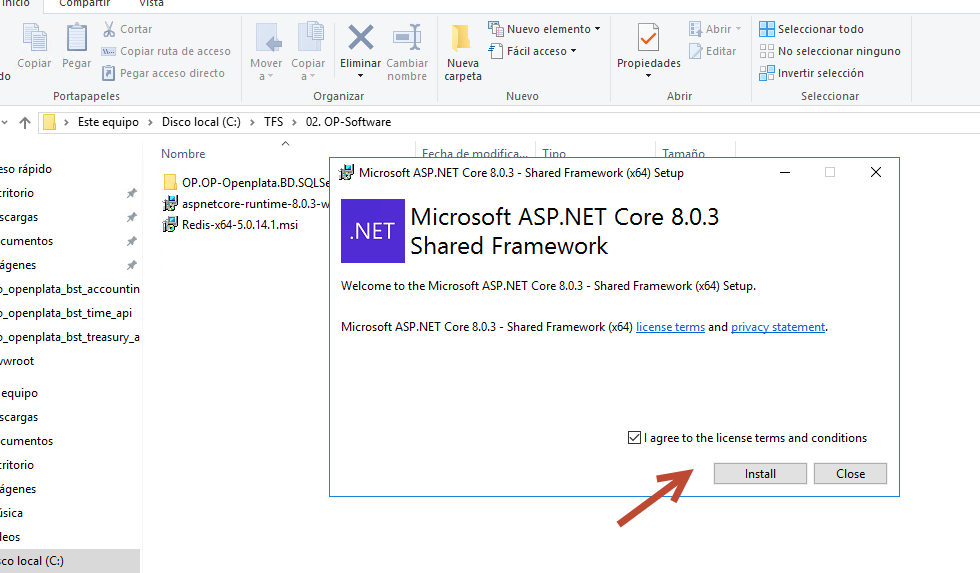 Inicio
Compartir
Vista
Copiar
Pegar
Cortar
Copiar ruta de acceso
Pegar acceso directo
Portapapeles
Mover a
Copiar a
Eliminar
Cambiar nombre
Organizar
Nueva carpeta
Nuevo elemento
Fácil acceso
Nuevo
Propiedades
Abrir
Editar
Abrir
Seleccionar todo
No seleccionar ninguno
Invertir selección
Seleccionar
Este equipo > Disco local (C:) > TFS > 02. OP-Software
eso rápido
critorio
scargas
cumentos
ágenes
o_openplata_bst_accountin
o_openplata_bst_time_api
o_openplata_bst_treasury_a
wwroot
equipo
scargas
cumentos
critorio
ágenes
úsica
deos
sco local (C:)
Nombre
Fecha de modifica...
Tipo
Tamaño
OP.OP-Openplata.BD.SQLSe
aspnetcore-runtime-8.0.3-w
Redis-x64-5.0.14.1.msi
Microsoft ASP.NET Core 8.0.3 - Shared Framework (x64) Setup
.NET
Microsoft ASP.NET Core 8.0.3
Shared Framework
Welcome to the Microsoft ASP.NET Core 8.0.3 - Shared Framework (x64) Setup.
Microsoft ASP.NET Core 8.0.3 - Shared Framework (x64) license terms and privacy statement.
I agree to the license terms and conditions
Install
Close